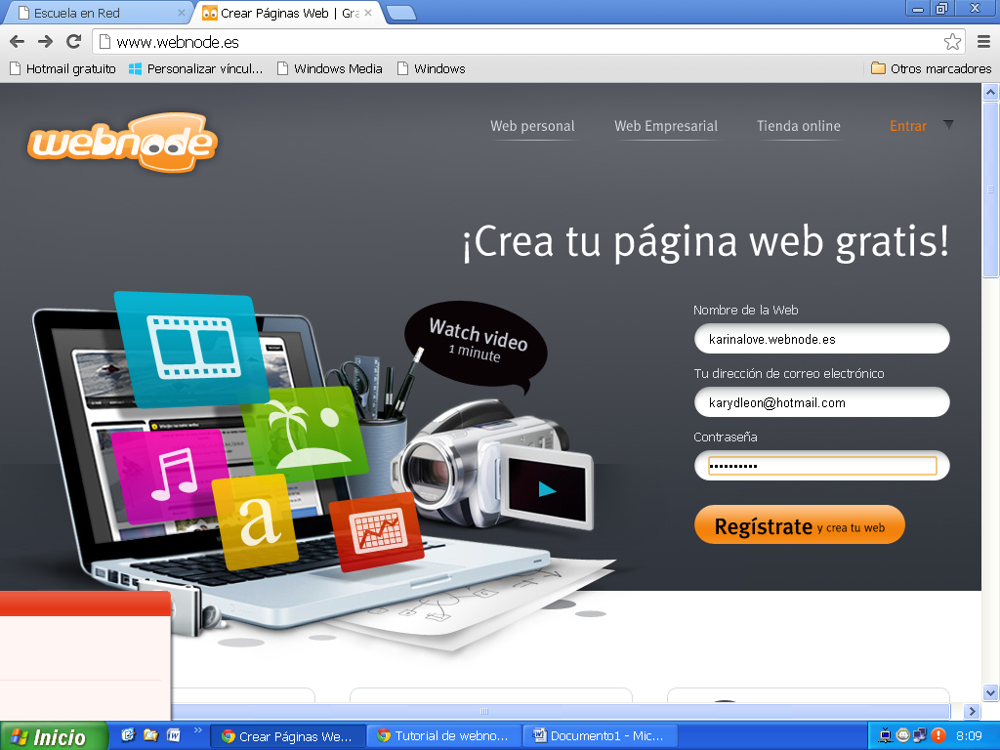 Escuela en Red
Crear Páginas Web | Gra
www.webnode.es
Hotmail gratuito
Personalizar víncul...
Windows Media
Windows
Otros marcadores
webnode
Web personal
Web Empresarial
Tienda online
Entrar
¡Crea tu página web gratis!
Watch video
1 minute
Nombre de la Web
karinalove.webnode.es
Tu dirección de correo electrónico
karydleon@hotmail.com
Contraseña
••••••••••
Regístrate y crea tu web
a
Inicio
Crear Páginas We...
Tutorial de webno...
Documento1 - Mic...
8:09